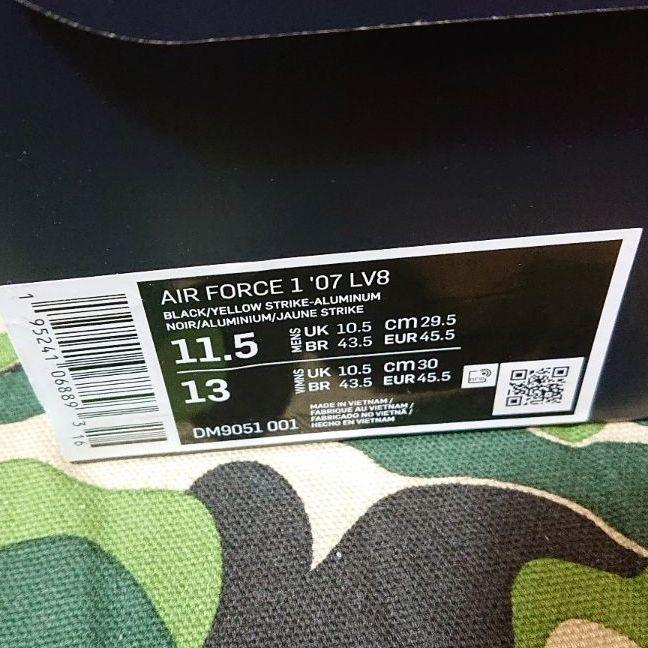 AIR FORCE 1 '07 LV8
BLACK/YELLOW STRIKE-ALUMINUM
NOIR/ALUMINIUM/JAUNE STRIKE
11.5 MENS UK 10.5 cm 29.5
BR 43.5 EUR 45.5
13 WMNS UK 10.5 cm 30
BR 43.5 EUR 45.5
MADE IN VIETNAM /
FABRIQUE AU VIETNAM /
FABRICADO NO VIETNÃ /
HECHO EN VIETNAM
DM9051 001
1 95241 06889 3 16